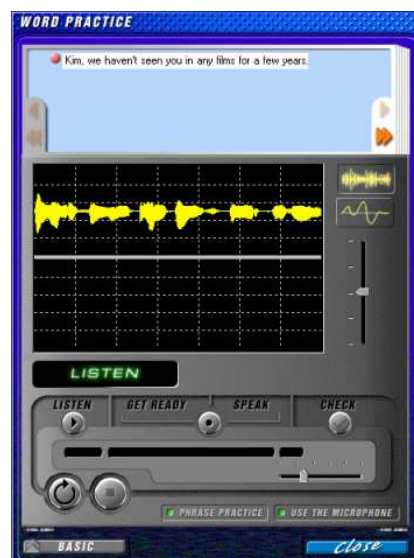 WORD PRACTICE
Kim, we haven't seen you in any films for a few years.
LISTEN
LISTEN GET READY SPEAK CHECK
PHRASE PRACTICE USE THE MICROPHONE
BASIC close